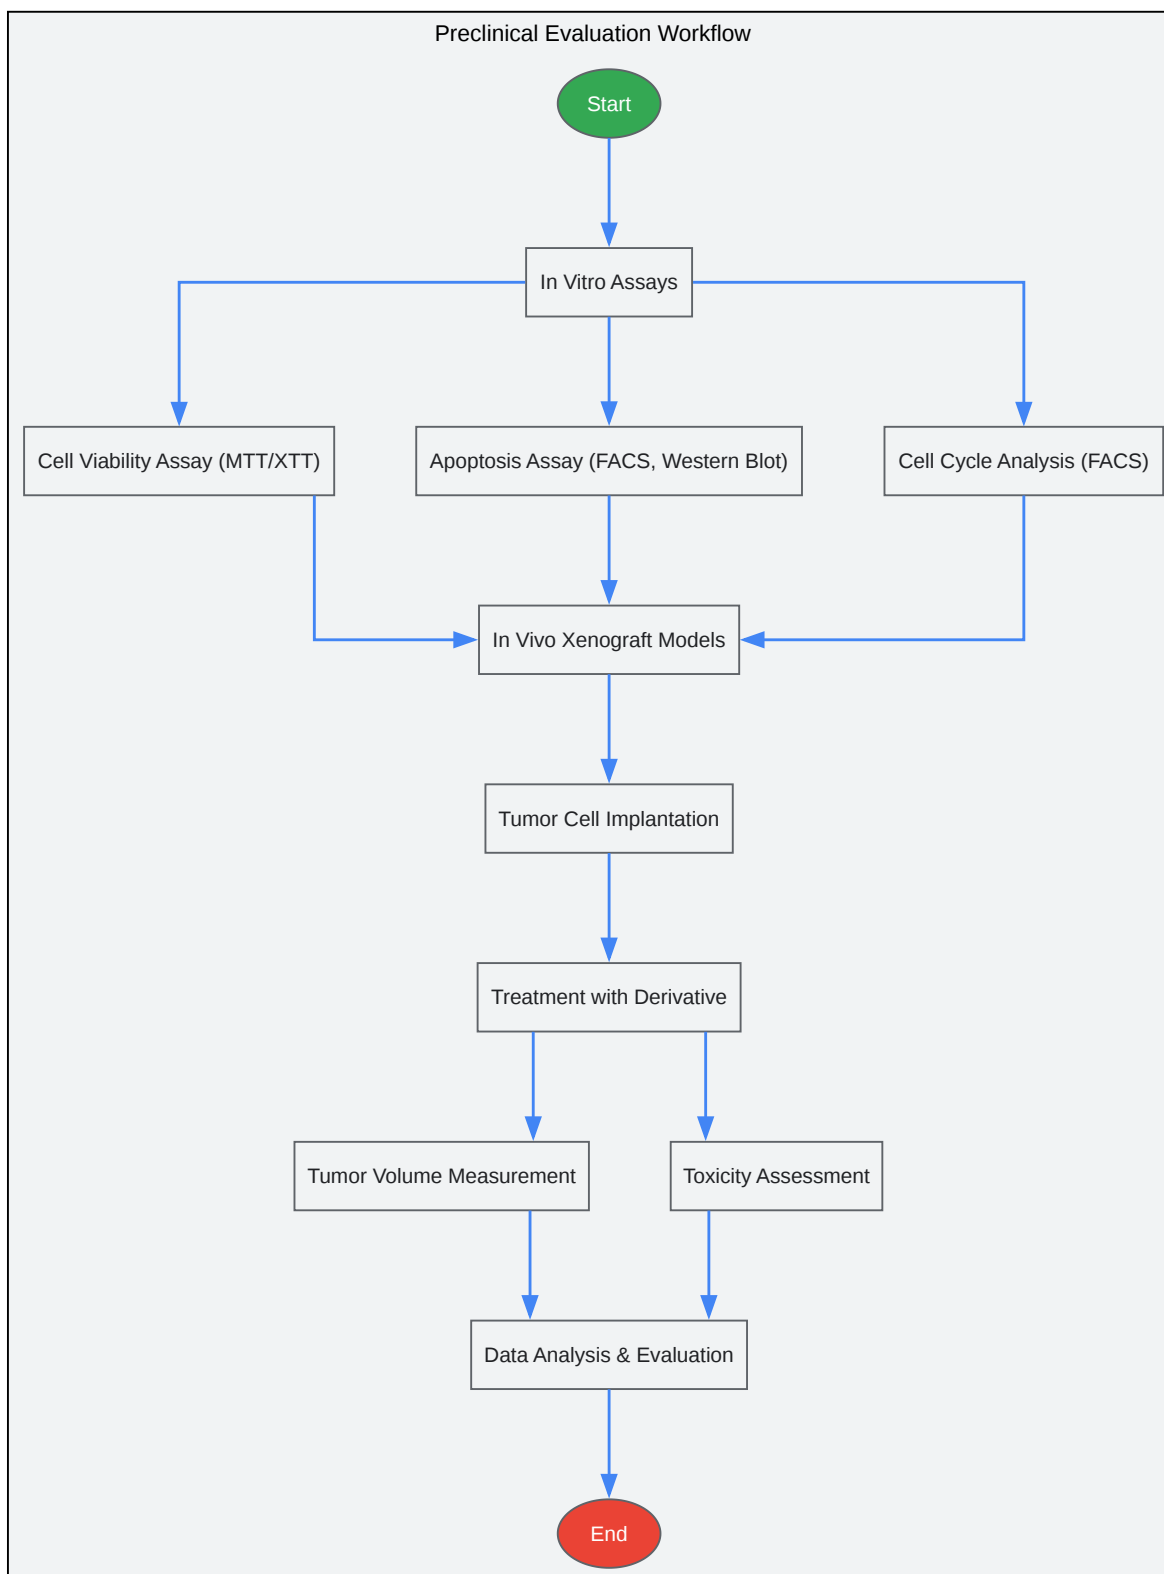 Preclinical Evaluation Workflow
Start
In Vitro Assays
Cell Viability Assay (MTT/XTT)
Apoptosis Assay (FACS, Western Blot)
Cell Cycle Analysis (FACS)
In Vivo Xenograft Models
Tumor Cell Implantation
Treatment with Derivative
Tumor Volume Measurement
Toxicity Assessment
Data Analysis & Evaluation
End